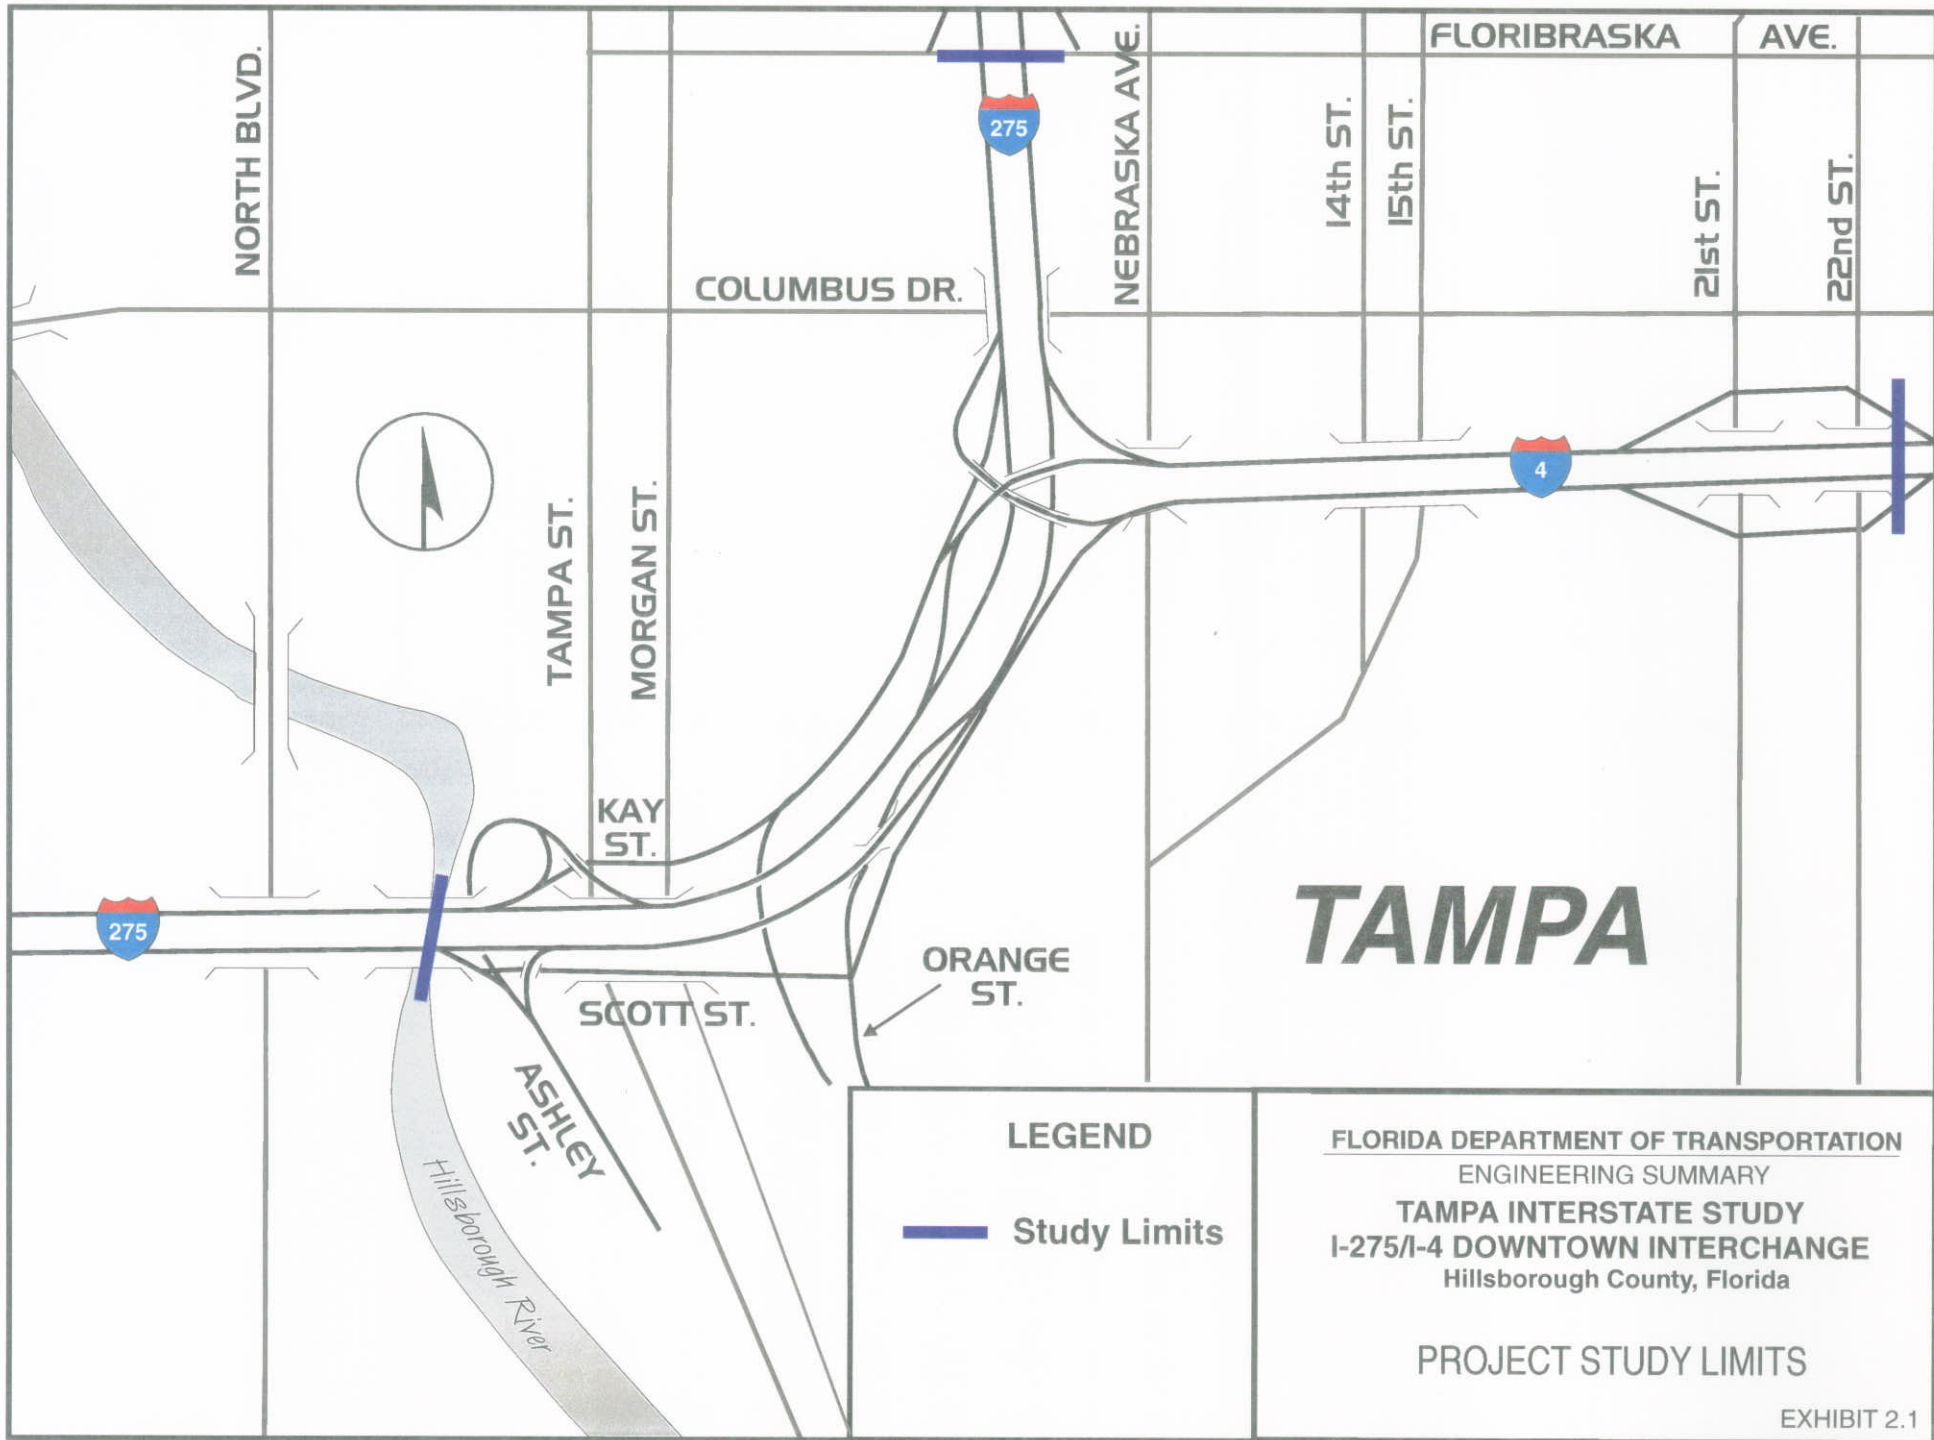 FLORIBRASKA AVE.
NORTH BLVD.
NEBRASKA AVE.
275
14th ST.
15th ST.
21st ST.
22nd ST.
COLUMBUS DR.
4
TAMPA ST.
MORGAN ST.
KAY
ST.
TAMPA
275
ORANGE
ST.
SCOTT ST.
ASHLEY
ST.
Hillsborough River
LEGEND
Study Limits
FLORIDA DEPARTMENT OF TRANSPORTATION
ENGINEERING SUMMARY
TAMPA INTERSTATE STUDY
I-275/I-4 DOWNTOWN INTERCHANGE
Hillsborough County, Florida
PROJECT STUDY LIMITS
EXHIBIT 2.1